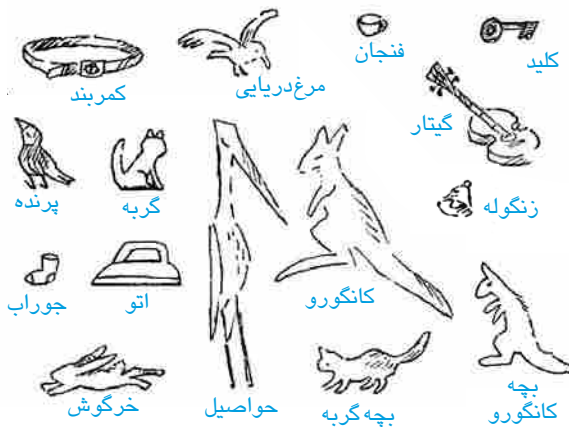 کلید
فنجان
مرغ‌دریایی
کمربند
گیتار
زنگوله
گربه
پرنده
کانگورو
اتو
جوراب
بچه
کانگورو
بچه گربه
حواصیل
خرگوش